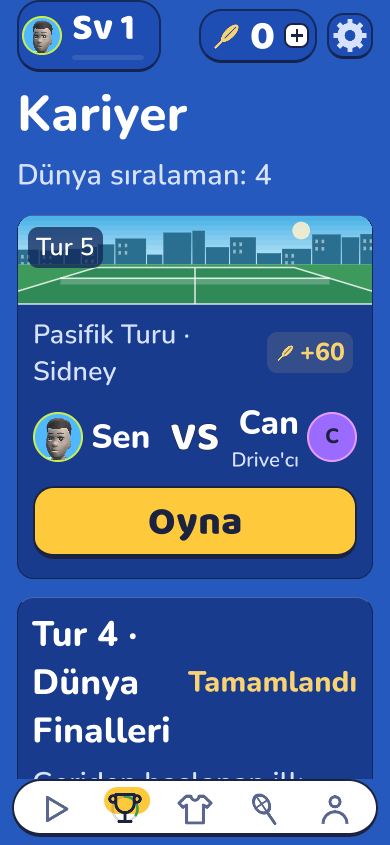 Sv 1
0
Kariyer
Dünya sıralaman: 4
Tur 5
Pasifik Turu ·
Sidney
+60
Sen VS Can
Drive'cı
C
Oyna
Tur 4 ·
Dünya
Finalleri
Tamamlandı